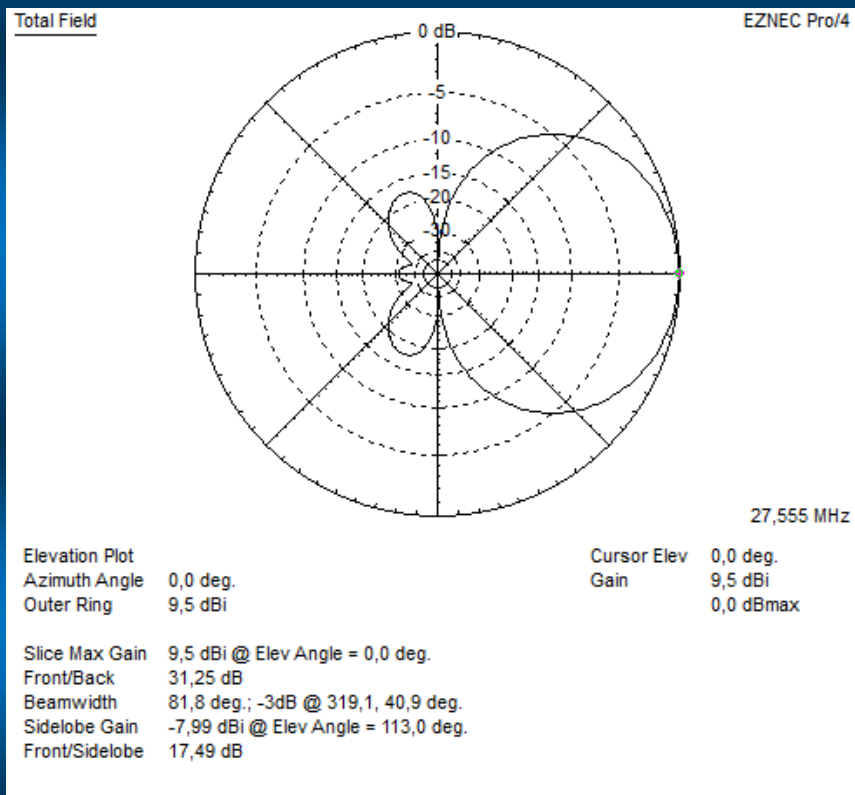 Total Field
EZNEC Pro/4
0 dB
-5
-10
-15
-20
-30
27,555 MHz
Elevation Plot
Cursor Elev 0,0 deg.
Azimuth Angle 0,0 deg.
Gain 9,5 dBi
Outer Ring 9,5 dBi
0,0 dBmax
Slice Max Gain 9,5 dBi @ Elev Angle = 0,0 deg.
Front/Back 31,25 dB
Beamwidth 81,8 deg.; -3dB @ 319,1, 40,9 deg.
Sidelobe Gain -7,99 dBi @ Elev Angle = 113,0 deg.
Front/Sidelobe 17,49 dB